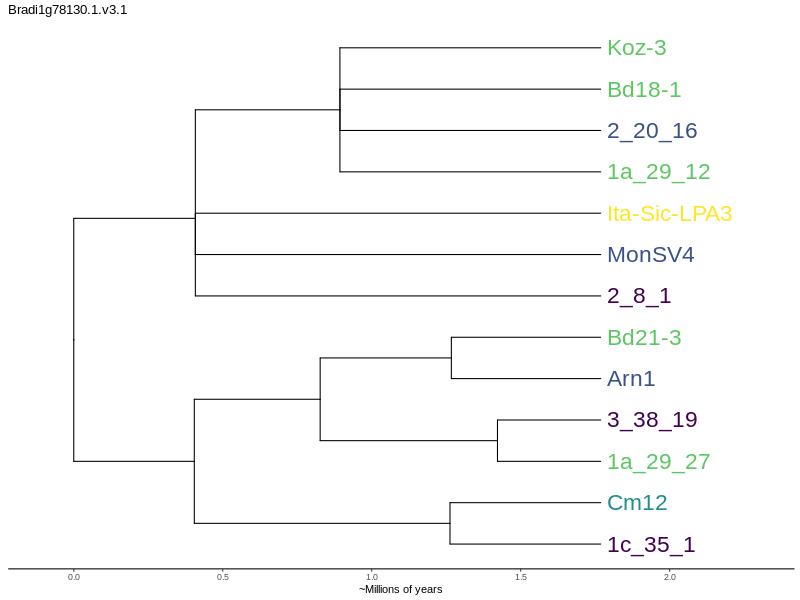 Bradi1g78130.1.v3.1
Koz-3
Bd18-1
2_20_16
1a_29_12
Ita-Sic-LPA3
MonSV4
2_8_1
Bd21-3
Arn1
3_38_19
1a_29_27
Cm12
1c_35_1
0.0 0.5 1.0 1.5 2.0
~Millions of years